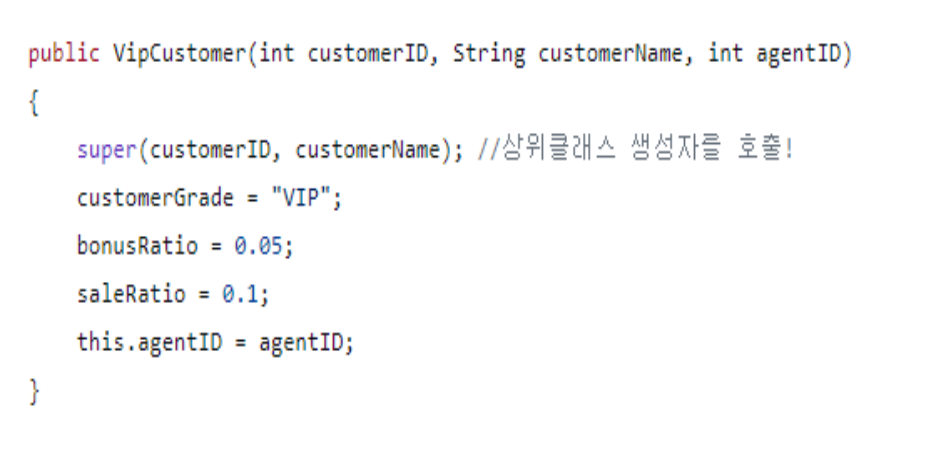 public VipCustomer(int customerID, String customerName, int agentID)
{
super(customerID, customerName); //상위클래스 생성자를 호출!
customerGrade = "VIP";
bonusRatio = 0.05;
saleRatio = 0.1;
this.agentID = agentID;
}